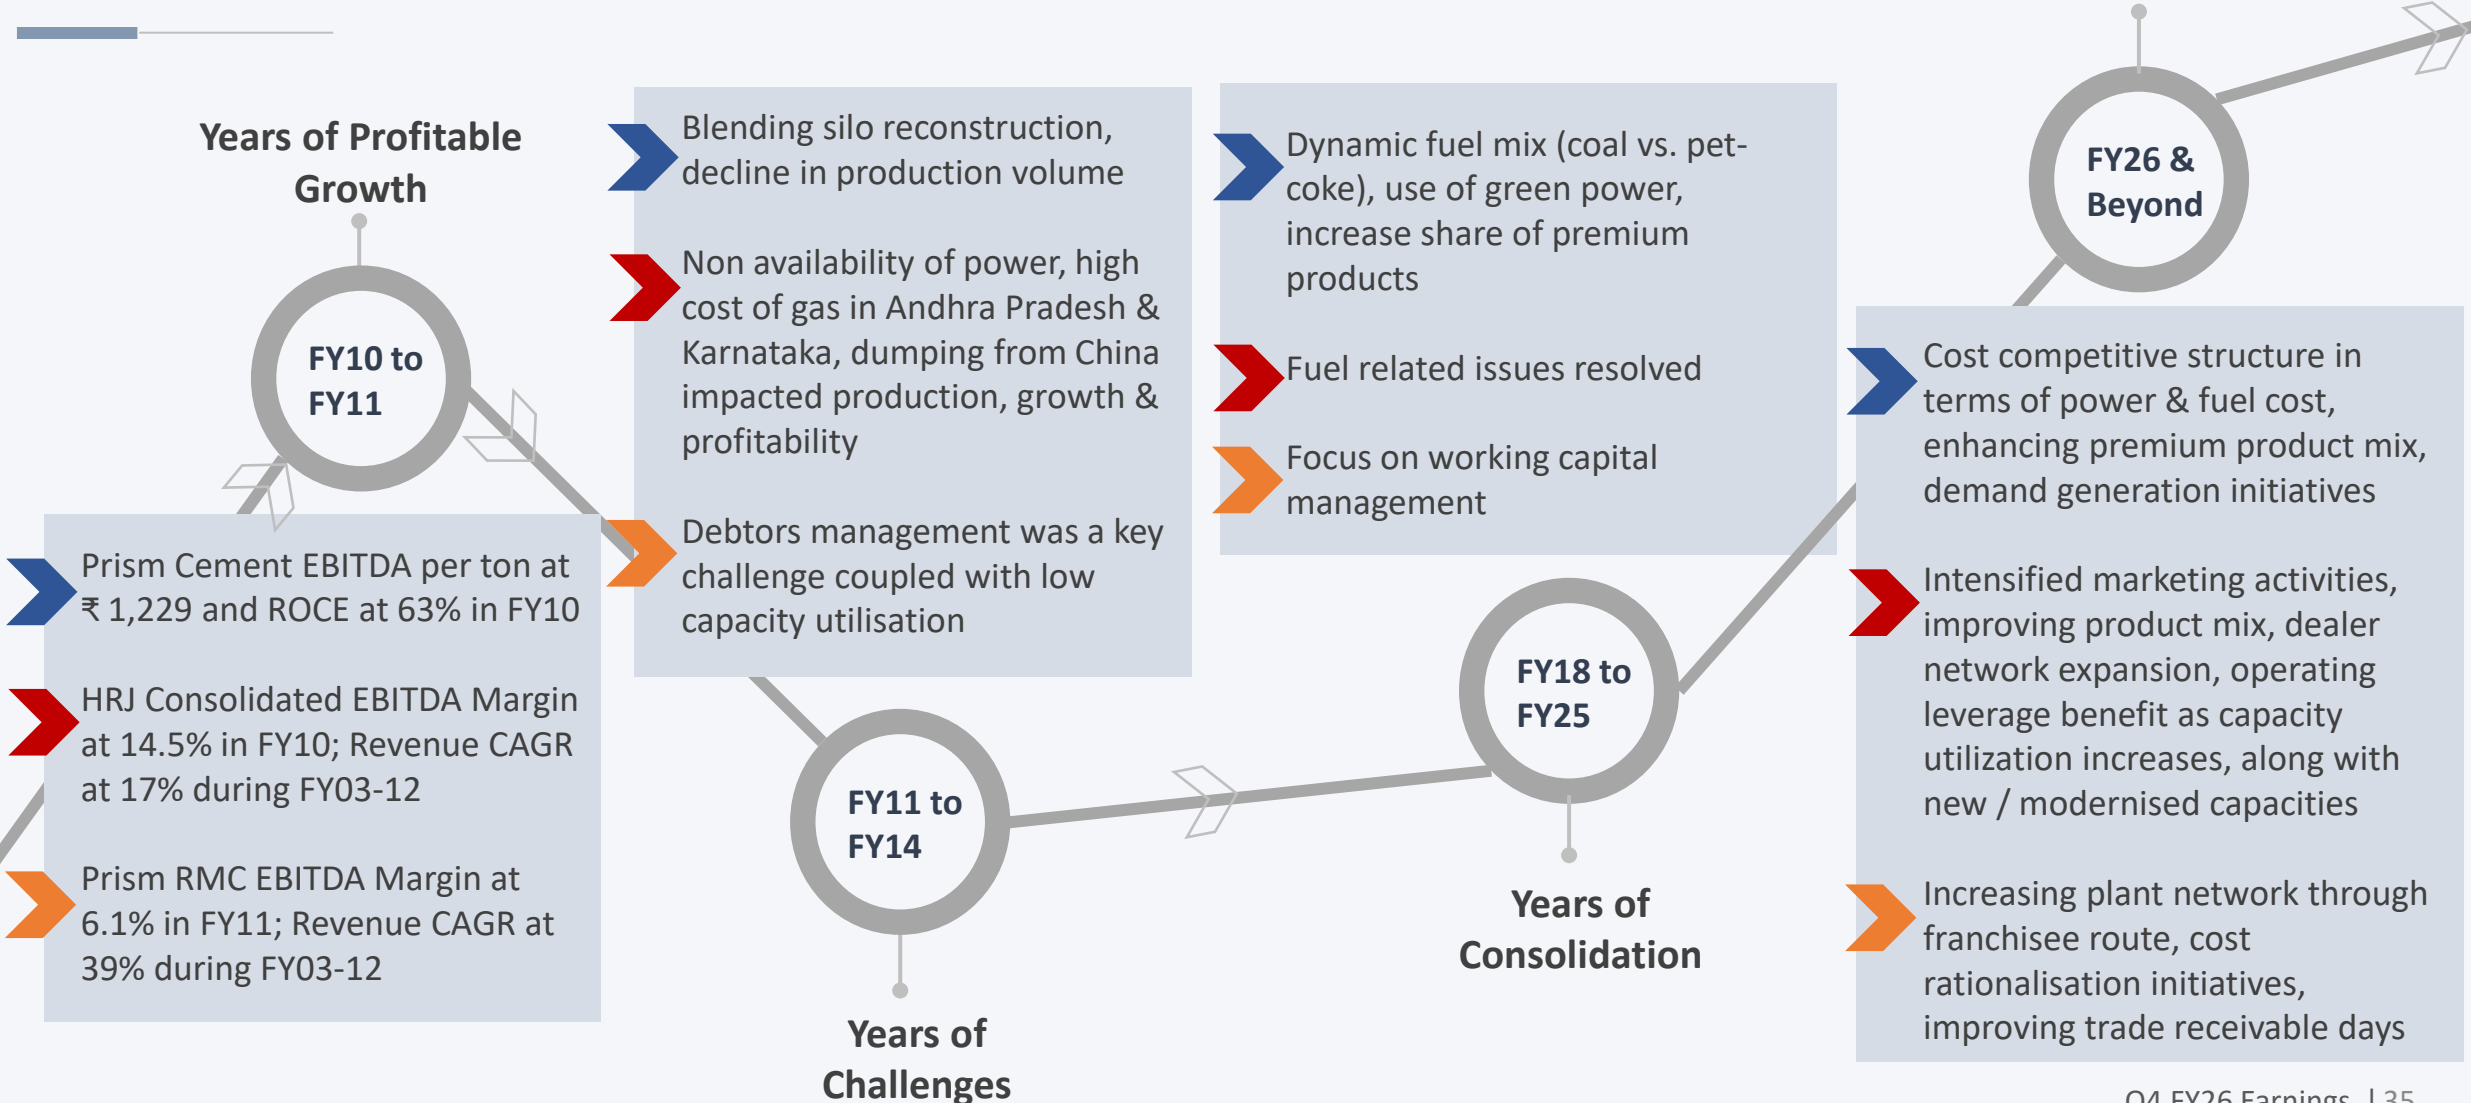 Years of Profitable
Growth
FY10 to
FY11
Prism Cement EBITDA per ton at
₹ 1,229 and ROCE at 63% in FY10
HRJ Consolidated EBITDA Margin
at 14.5% in FY10; Revenue CAGR
at 17% during FY03-12
Prism RMC EBITDA Margin at
6.1% in FY11; Revenue CAGR at
39% during FY03-12
Blending silo reconstruction,
decline in production volume
Non availability of power, high
cost of gas in Andhra Pradesh &
Karnataka, dumping from China
impacted production, growth &
profitability
Debtors management was a key
challenge coupled with low
capacity utilisation
FY11 to
FY14
Years of
Challenges
Dynamic fuel mix (coal vs. pet-
coke), use of green power,
increase share of premium
products
Fuel related issues resolved
Focus on working capital
management
FY18 to
FY25
Years of
Consolidation
FY26 &
Beyond
Cost competitive structure in
terms of power & fuel cost,
enhancing premium product mix,
demand generation initiatives
Intensified marketing activities,
improving product mix, dealer
network expansion, operating
leverage benefit as capacity
utilization increases, along with
new / modernised capacities
Increasing plant network through
franchisee route, cost
rationalisation initiatives,
improving trade receivable days
Q4 FY26 Earnings | 35